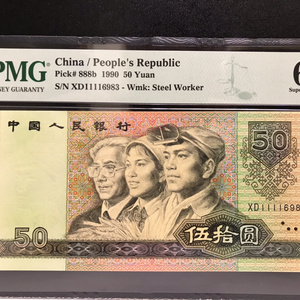 PMG
China / People's Republic
Pick# 888b 1990 50 Yuan
S/N XD11116983 - Wmk: Steel Worker
中国人民银行
50
XD1111698
50
伍拾圆